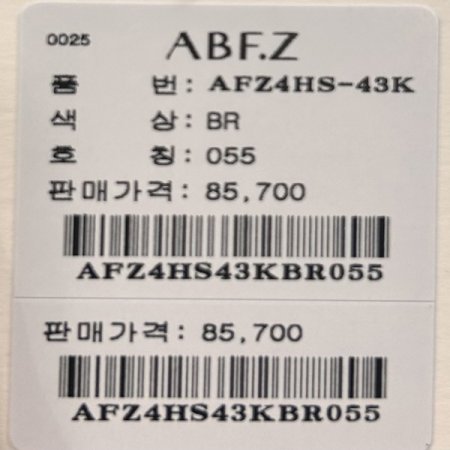 0025 ABF.Z
품 번: AFZ4HS-43K
색 상: BR
호 칭: 055
판매가격: 85,700
AFZ4HS43KBR055
판매가격: 85,700
AFZ4HS43KBR055